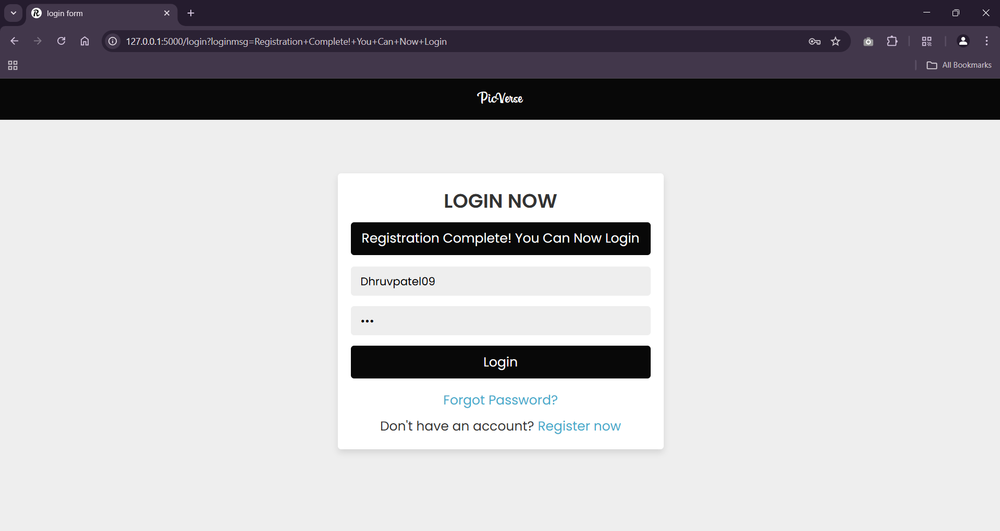 login form
127.0.0.1:5000/login?loginmsg=Registration+Complete!+You+Can+Now+Login
All Bookmarks
PicVerse
LOGIN NOW
Registration Complete! You Can Now Login
Dhruvpatel09
•••
Login
Forgot Password?
Don't have an account? Register now